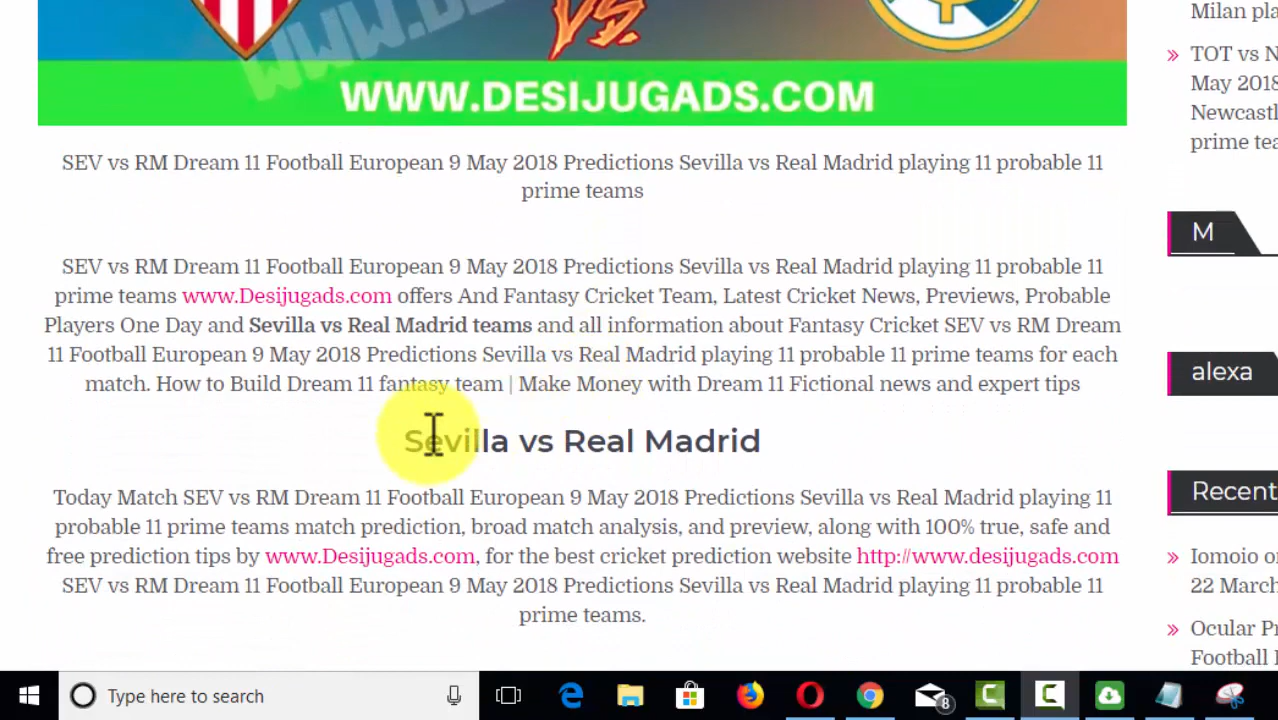 WWW.DE
VS
WWW.DESIJUGADS.COM
SEV vs RM Dream 11 Football European 9 May 2018 Predictions Sevilla vs Real Madrid playing 11 probable 11
prime teams
SEV vs RM Dream 11 Football European 9 May 2018 Predictions Sevilla vs Real Madrid playing 11 probable 11
prime teams www.Desijugads.com offers And Fantasy Cricket Team, Latest Cricket News, Previews, Probable
Players One Day and Sevilla vs Real Madrid teams and all information about Fantasy Cricket SEV vs RM Dream
11 Football European 9 May 2018 Predictions Sevilla vs Real Madrid playing 11 probable 11 prime teams for each
match. How to Build Dream 11 fantasy team | Make Money with Dream 11 Fictional news and expert tips
Sevilla vs Real Madrid
Today Match SEV vs RM Dream 11 Football European 9 May 2018 Predictions Sevilla vs Real Madrid playing 11
probable 11 prime teams match prediction, broad match analysis, and preview, along with 100% true, safe and
free prediction tips by www.Desijugads.com, for the best cricket prediction website http://www.desijugads.com
SEV vs RM Dream 11 Football European 9 May 2018 Predictions Sevilla vs Real Madrid playing 11 probable 11
prime teams.
Milan pla
TOT vs N
May 2018
Newcastl
prime tea
M
alexa
Recent
Iomoio on
22 March
Ocular Pr
Football
Type here to search
8